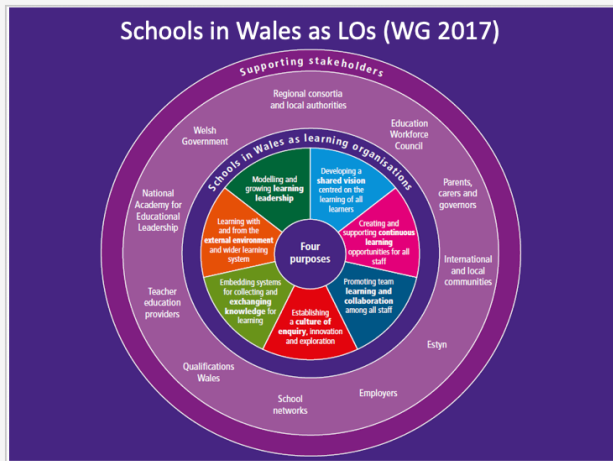 Schools in Wales as LOs (WG 2017)
Supporting stakeholders
Regional consortia
and local authorities
Education
Workforce
Council
Parents,
carers and
governors
International
and local
communities
Estyn
Employers
School
networks
Qualifications
Wales
Teacher
education
providers
National
Academy for
Educational
Leadership
Welsh
Government
Schools in Wales as learning organisations
Developing a
shared vision
centred on the
learning of all
learners
Creating and
supporting continuous
learning
opportunities for all
staff
Promoting team
learning and
collaboration
among all staff
Establishing
a culture of
enquiry, innovation
and exploration
Embedding systems
for collecting and
exchanging
knowledge for
learning
Learning with
and from the
external environment
and wider learning
system
Modelling and
growing learning
leadership
Four
purposes